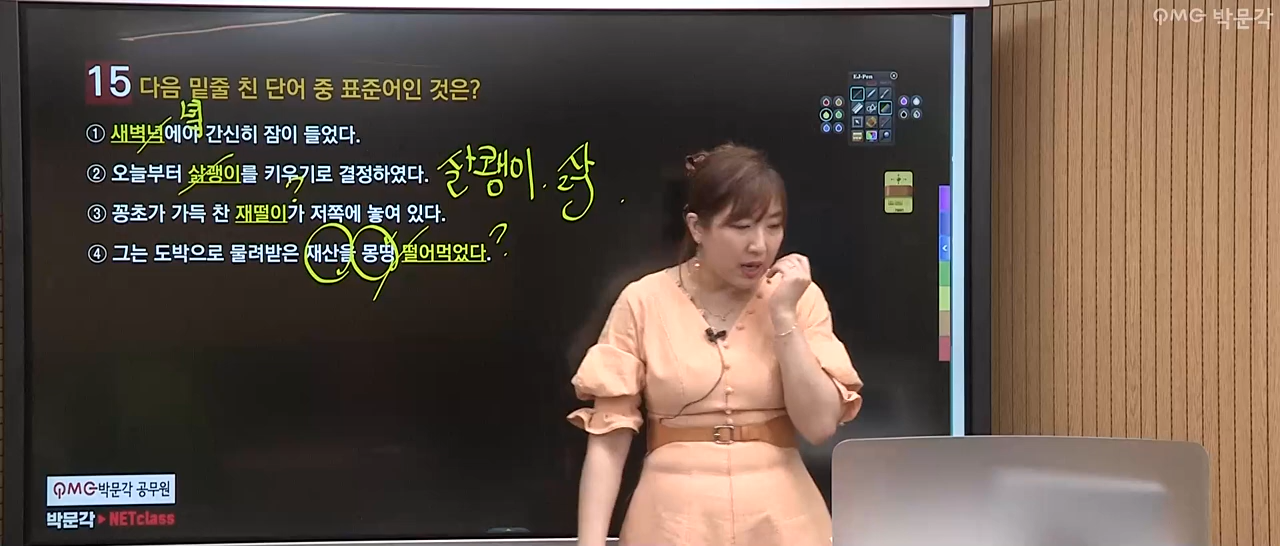 QMG 박문각
EJ-Pen
15 다음 밑줄 친 단어 중 표준어인 것은?
녘
① 새벽녁에야 간신히 잠이 들었다.
② 오늘부터 삵괭이를 키우기로 결정하였다. 살쾡이. 삵
③ 꽁초가 가득 찬 재떨이가 저쪽에 놓여 있다.
④ 그는 도박으로 물려받은 재산을 몽땅 떨어먹었다. ?
QMG 박문각 공무원
박문각 NETclass